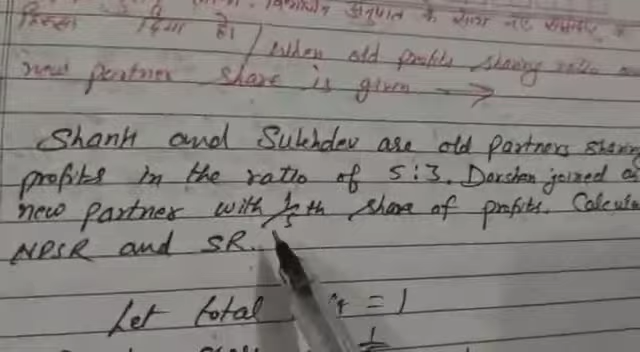 हिस्सा दिया है। / when old profits sharing ratio
new partner share is given →
Shanti and Sukhdev are old partners sharing
profits in the ratio of 5:3. Darshan joined as
new partner with 1/5th share of profits. Calcula
NPSR and SR.
Let total = 1